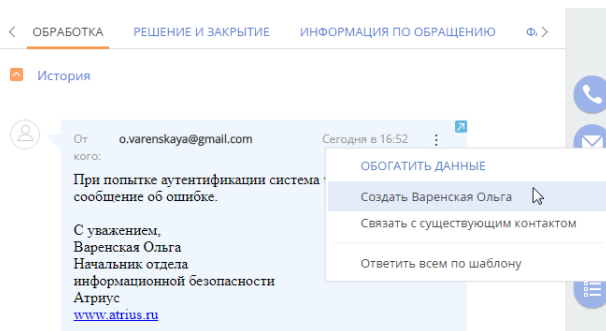 ОБРАБОТКА РЕШЕНИЕ И ЗАКРЫТИЕ ИНФОРМАЦИЯ ПО ОБРАЩЕНИЮ
История
От кого: o.varenskaya@gmail.com Сегодня в 16:52
При попытке аутентификации система
сообщение об ошибке.
С уважением,
Варенская Ольга
Начальник отдела
информационной безопасности
Атриус
www.atrius.ru
ОБОГАТИТЬ ДАННЫЕ
Создать Варенская Ольга
Связать с существующим контактом
Ответить всем по шаблону